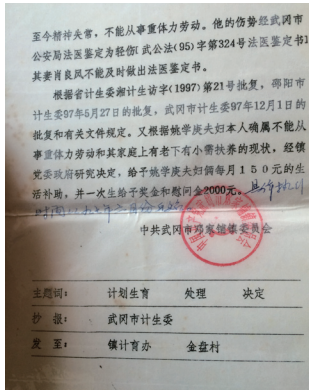 至今精神失常，不能从事重体力劳动。他的伤势经武冈市
公安局法医鉴定为轻伤[武公法(95)字第324号法医鉴定书]
其妻肖良风不能及时做出法医鉴定书。
根据省计生委湘计生访字(1997)第21号批复，邵阳市
计生委97年5月27日的批复，武冈市计生委97年12月1日的
批复和有关文件规定。又根据姚学庚夫妇本人确属不能从
事重体力劳动和其家庭上有老下有小需扶养的现状，经镇
党委政府研究决定，给予姚学庚夫妇俩每月150元的生
活补助，并一次生给予奖金和慰问金2000元。
中共武冈市邓家铺镇委员会
主题词：　计划生育　处理　决定
抄　报：　武冈市计生委
发　至：　镇计育办　金盘村